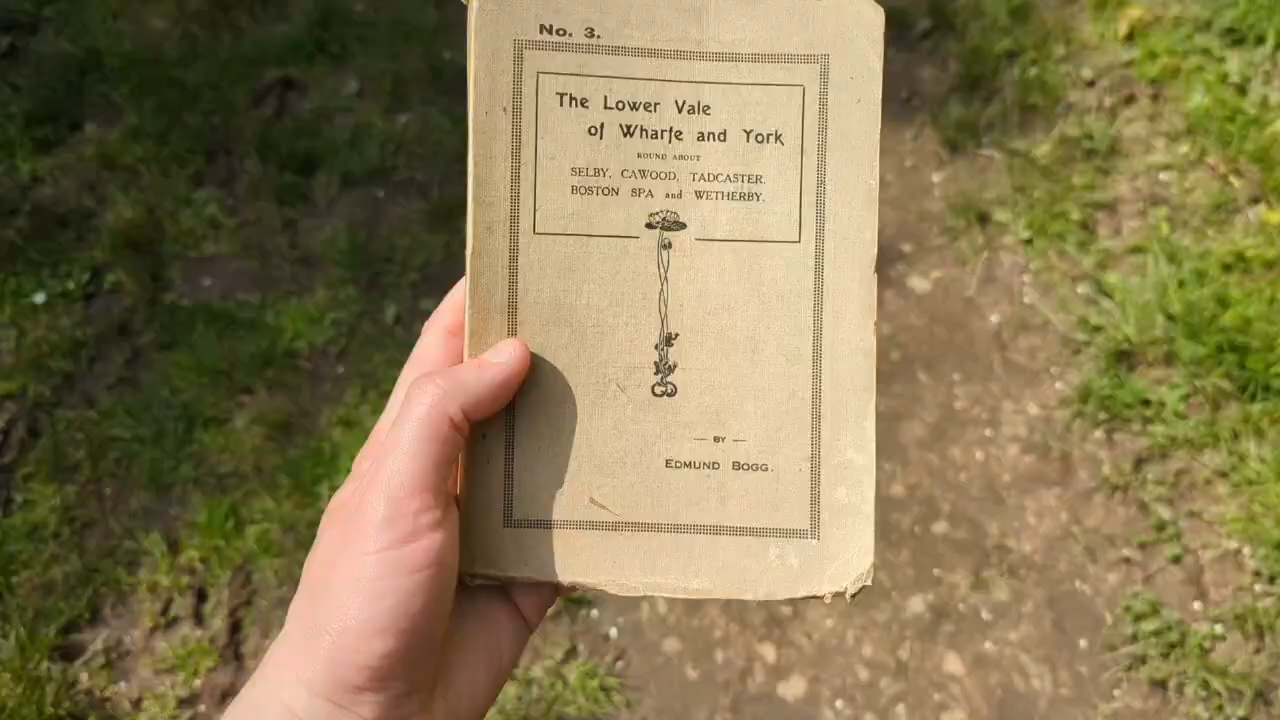 No. 3.
The Lower Vale
of Wharfe and York
ROUND ABOUT
SELBY, CAWOOD, TADCASTER,
BOSTON SPA and WETHERBY.
— BY —
EDMUND BOGG.